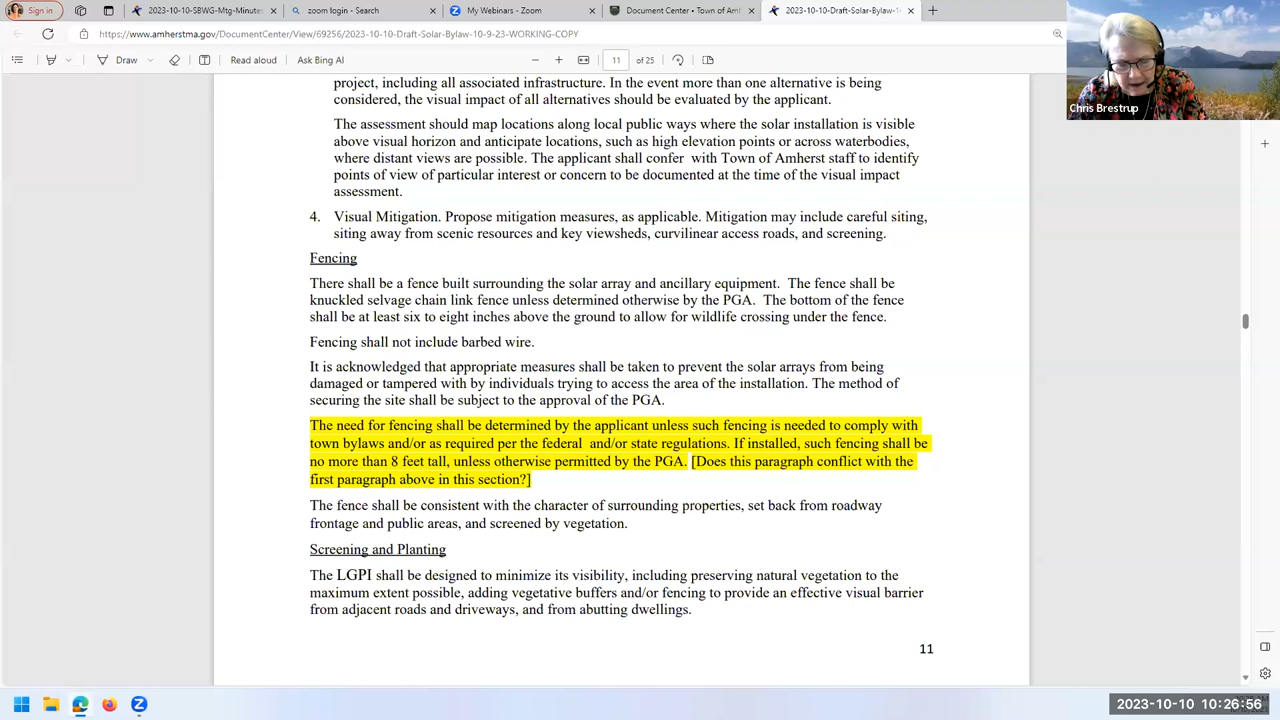 Sign in
2023-10-10-SBWG-Mtg-Minute
zoom login - Search
My Webinars - Zoom
Document Center • Town of Am
2023-10-10-Draft-Solar-Bylaw-1
https://www.amherstma.gov/DocumentCenter/View/69256/2023-10-10-Draft-Solar-Bylaw-10-9-23-WORKING-COPY
Draw
Read aloud
Ask Bing AI
11 of 25
Chris Brestrup
project, including all associated infrastructure. In the event more than one alternative is being
considered, the visual impact of all alternatives should be evaluated by the applicant.
The assessment should map locations along local public ways where the solar installation is visible
above visual horizon and anticipate locations, such as high elevation points or across waterbodies,
where distant views are possible. The applicant shall confer with Town of Amherst staff to identify
points of view of particular interest or concern to be documented at the time of the visual impact
assessment.
4. Visual Mitigation. Propose mitigation measures, as applicable. Mitigation may include careful siting,
siting away from scenic resources and key viewsheds, curvilinear access roads, and screening.
Fencing
There shall be a fence built surrounding the solar array and ancillary equipment. The fence shall be
knuckled selvage chain link fence unless determined otherwise by the PGA. The bottom of the fence
shall be at least six to eight inches above the ground to allow for wildlife crossing under the fence.
Fencing shall not include barbed wire.
It is acknowledged that appropriate measures shall be taken to prevent the solar arrays from being
damaged or tampered with by individuals trying to access the area of the installation. The method of
securing the site shall be subject to the approval of the PGA.
The need for fencing shall be determined by the applicant unless such fencing is needed to comply with
town bylaws and/or as required per the federal and/or state regulations. If installed, such fencing shall be
no more than 8 feet tall, unless otherwise permitted by the PGA. [Does this paragraph conflict with the
first paragraph above in this section?]
The fence shall be consistent with the character of surrounding properties, set back from roadway
frontage and public areas, and screened by vegetation.
Screening and Planting
The LGPI shall be designed to minimize its visibility, including preserving natural vegetation to the
maximum extent possible, adding vegetative buffers and/or fencing to provide an effective visual barrier
from adjacent roads and driveways, and from abutting dwellings.
11
2023-10-10 10:26:56